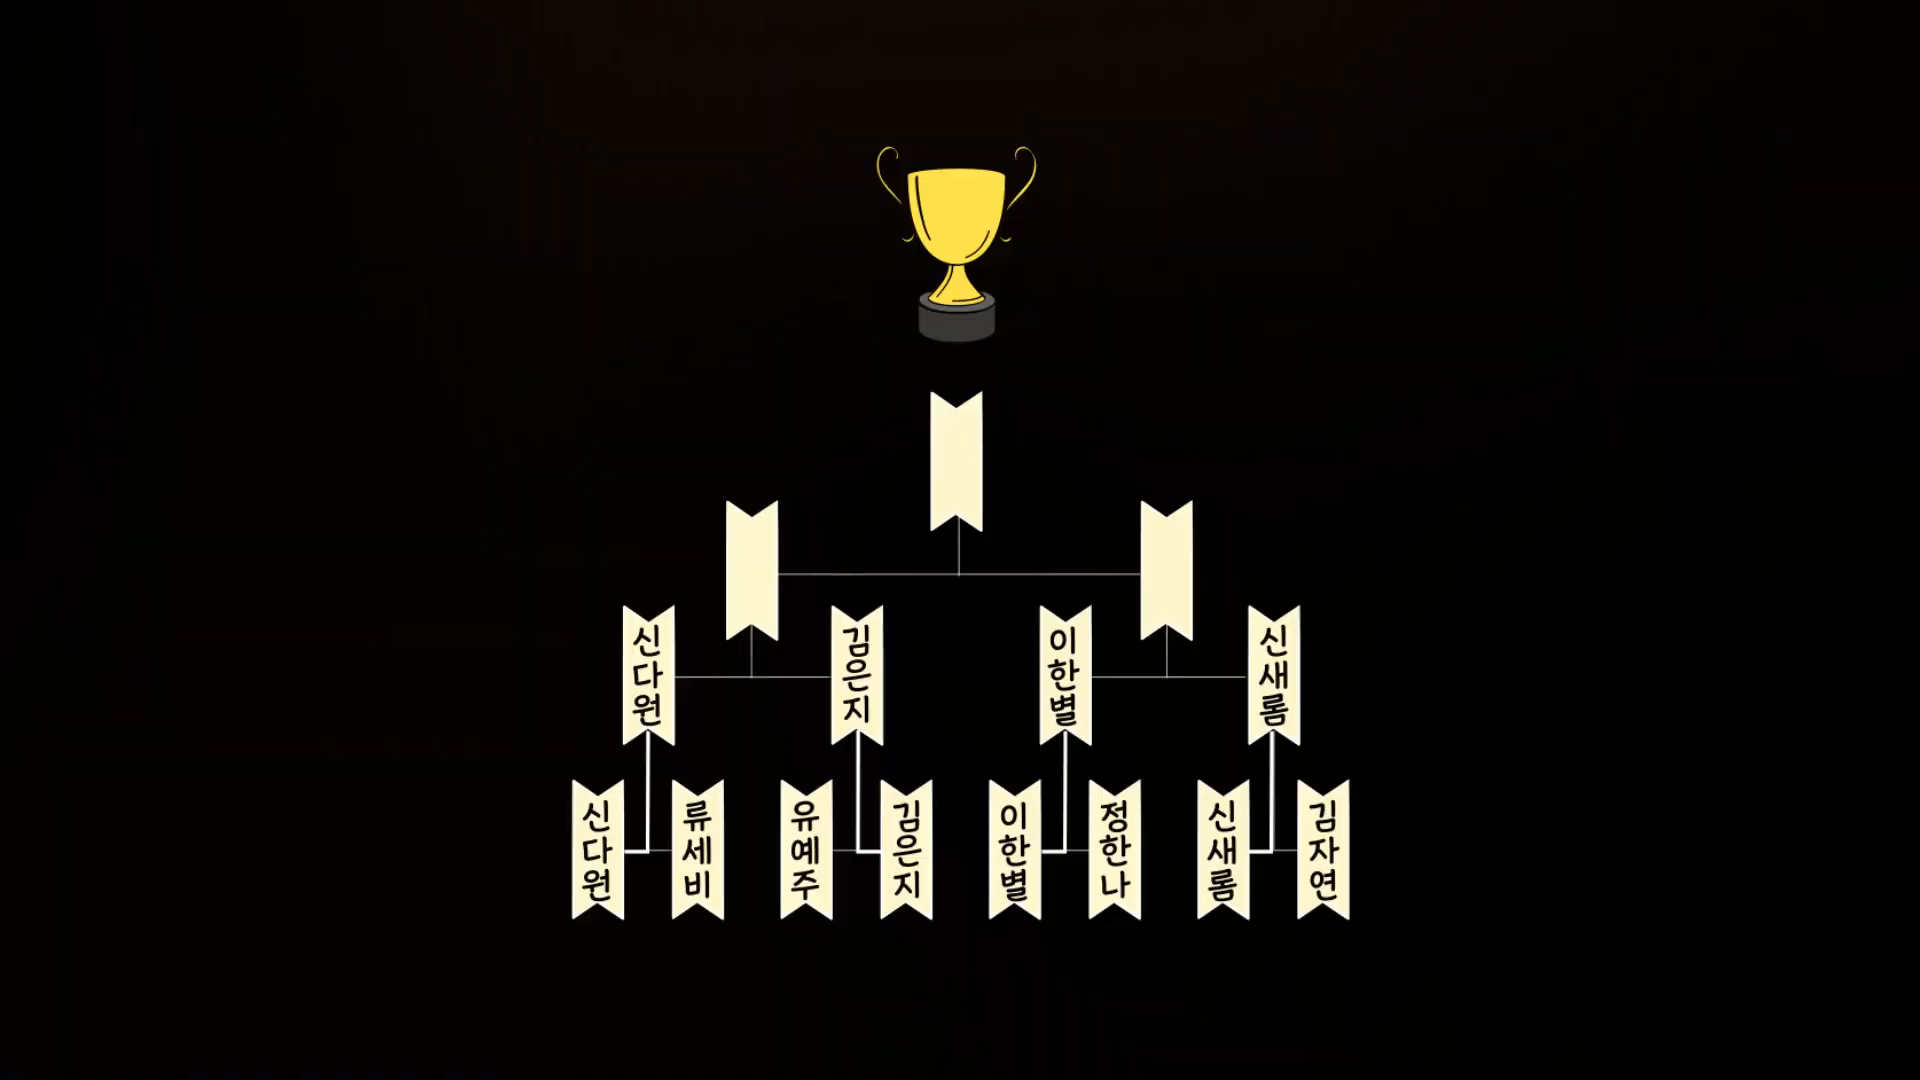 신다원
김은지
이한별
신새롬
신다원
류세비
유예주
김은지
이한별
정한나
신새롬
김자연